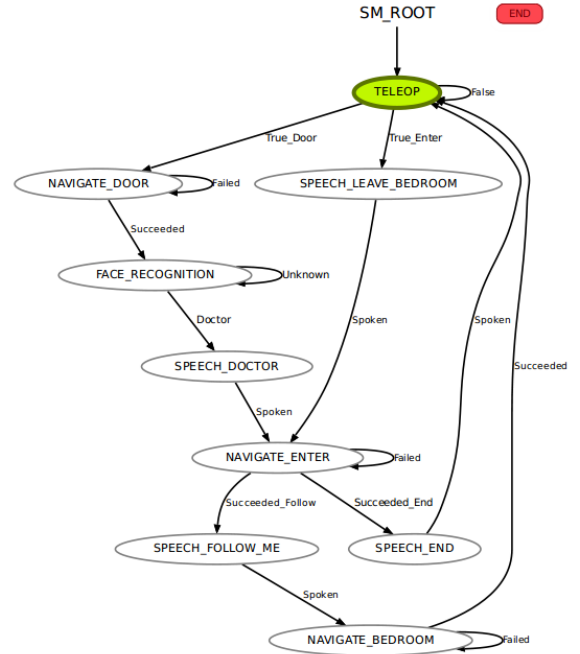 SM_ROOT
END
TELEOP
False
True_Door
True_Enter
NAVIGATE_DOOR
Failed
SPEECH_LEAVE_BEDROOM
Succeeded
FACE_RECOGNITION
Unknown
Doctor
Spoken
Spoken
SPEECH_DOCTOR
Succeeded
Spoken
NAVIGATE_ENTER
Failed
Succeeded_Follow
Succeeded_End
SPEECH_FOLLOW_ME
SPEECH_END
Spoken
NAVIGATE_BEDROOM
Failed